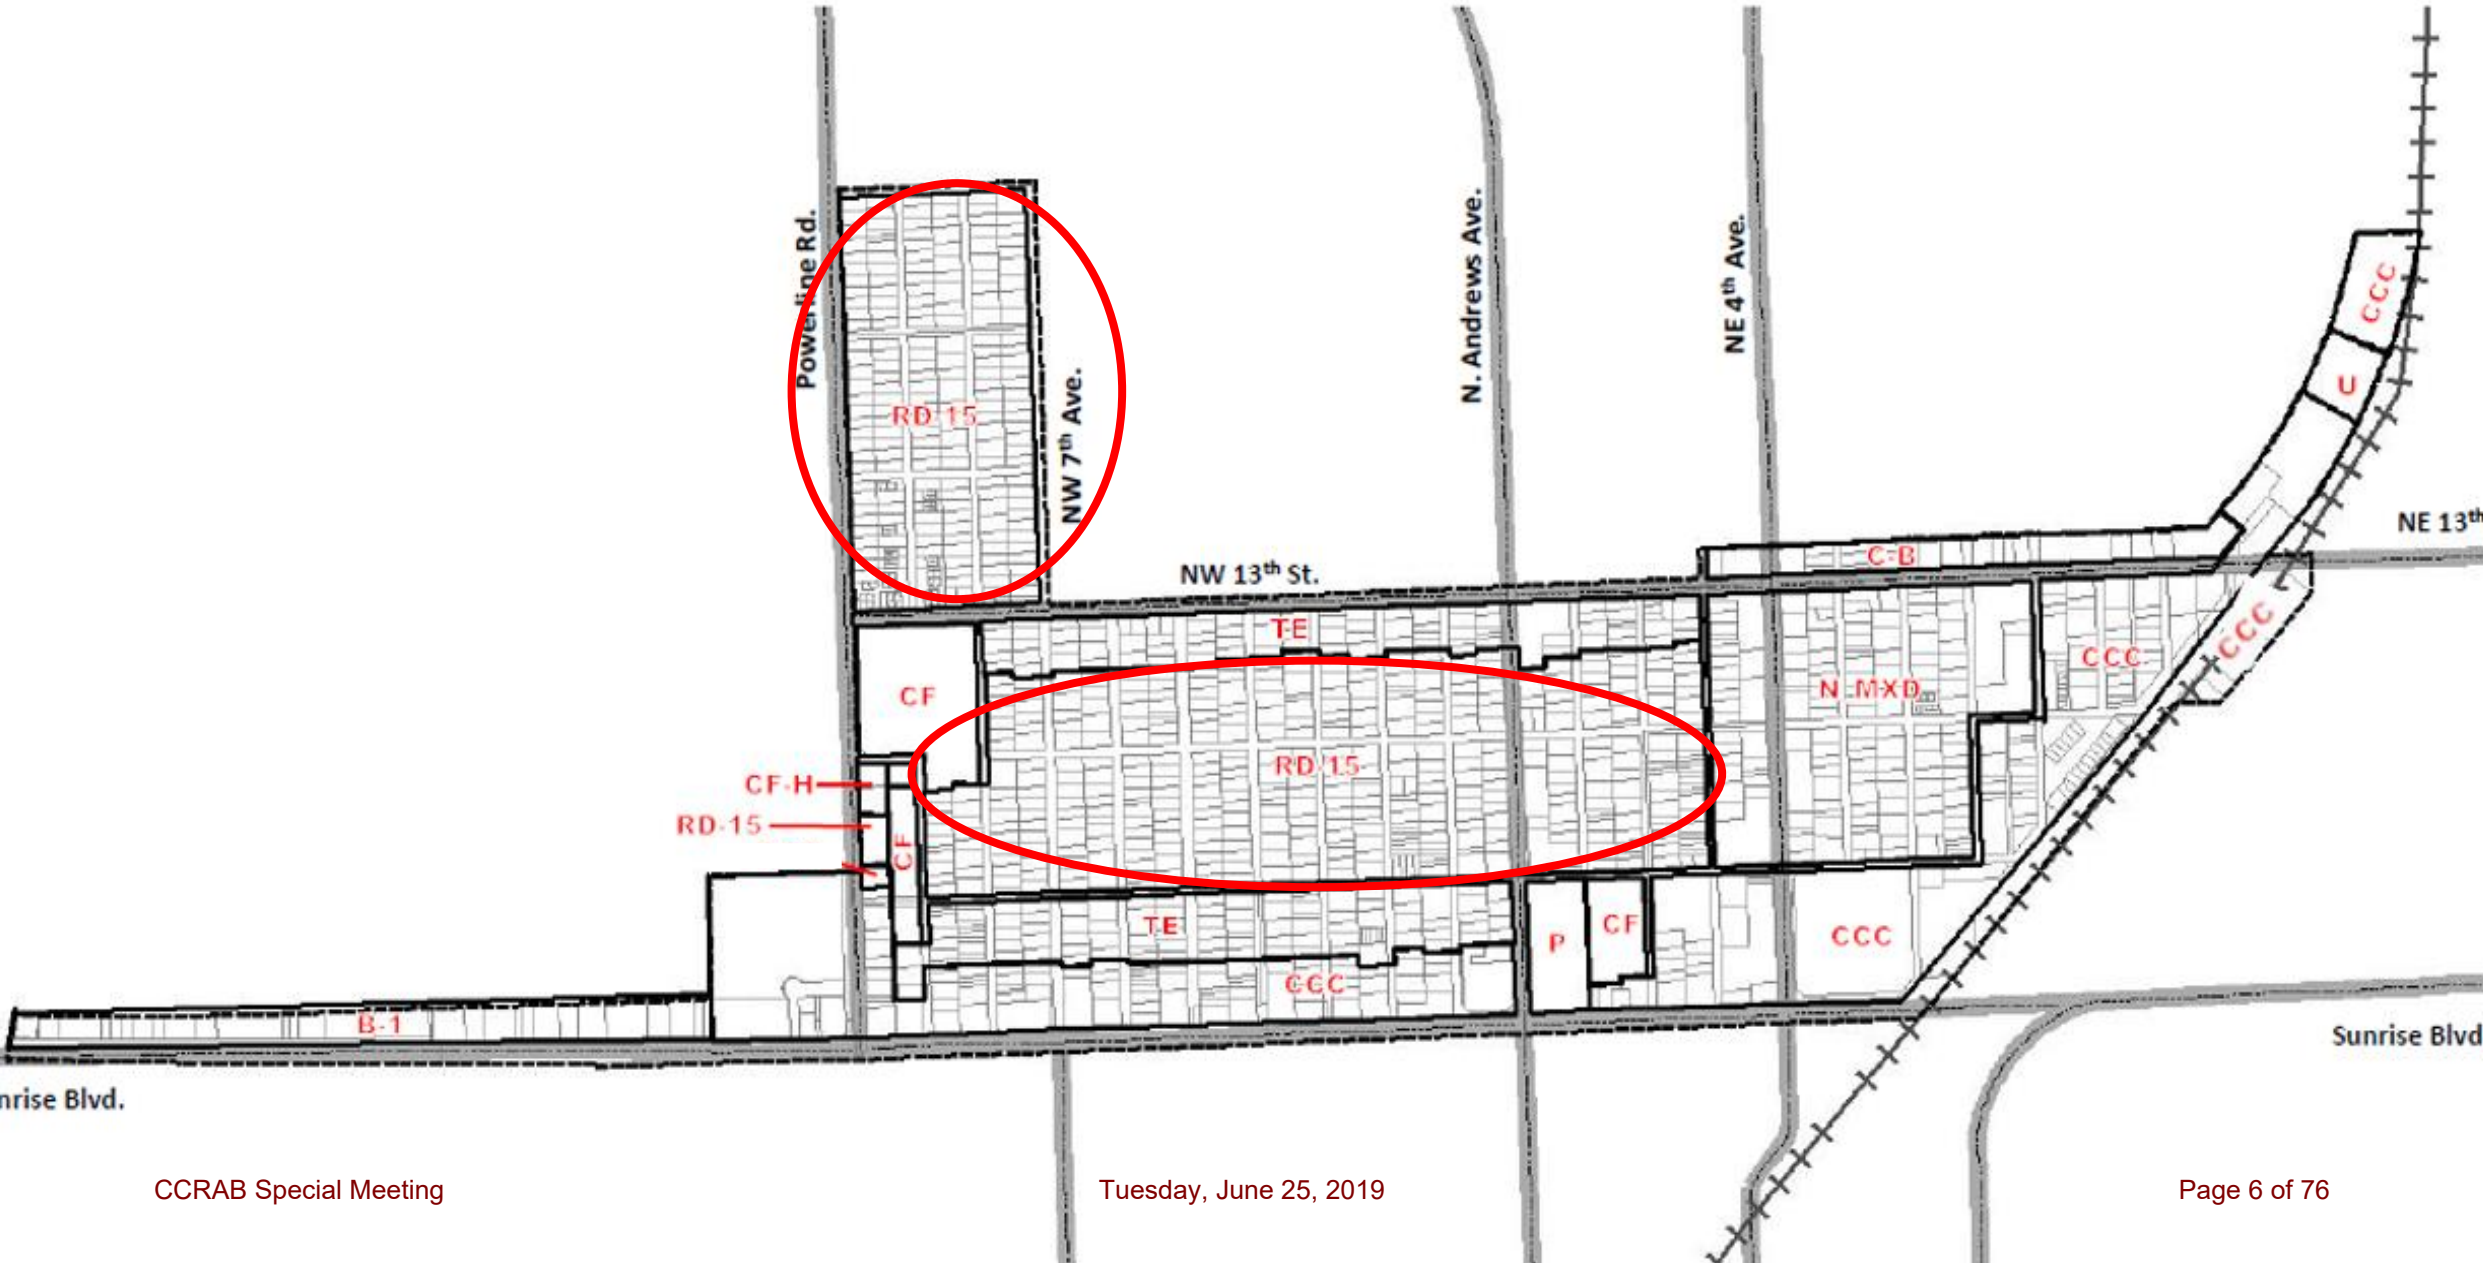 Powerline Rd.
N. Andrews Ave.
NE 4th Ave.
CCC
U
RD-15
NW 7th Ave.
NE 13th
NW 13th St.
C-B
TE
CCC
CCC
CF
N-MXD
RD-15
CF-H
RD-15
CF
TE
P
CF
CCC
CCC
B-1
Sunrise Blvd
nrise Blvd.
CCRAB Special Meeting
Tuesday, June 25, 2019
Page 6 of 76